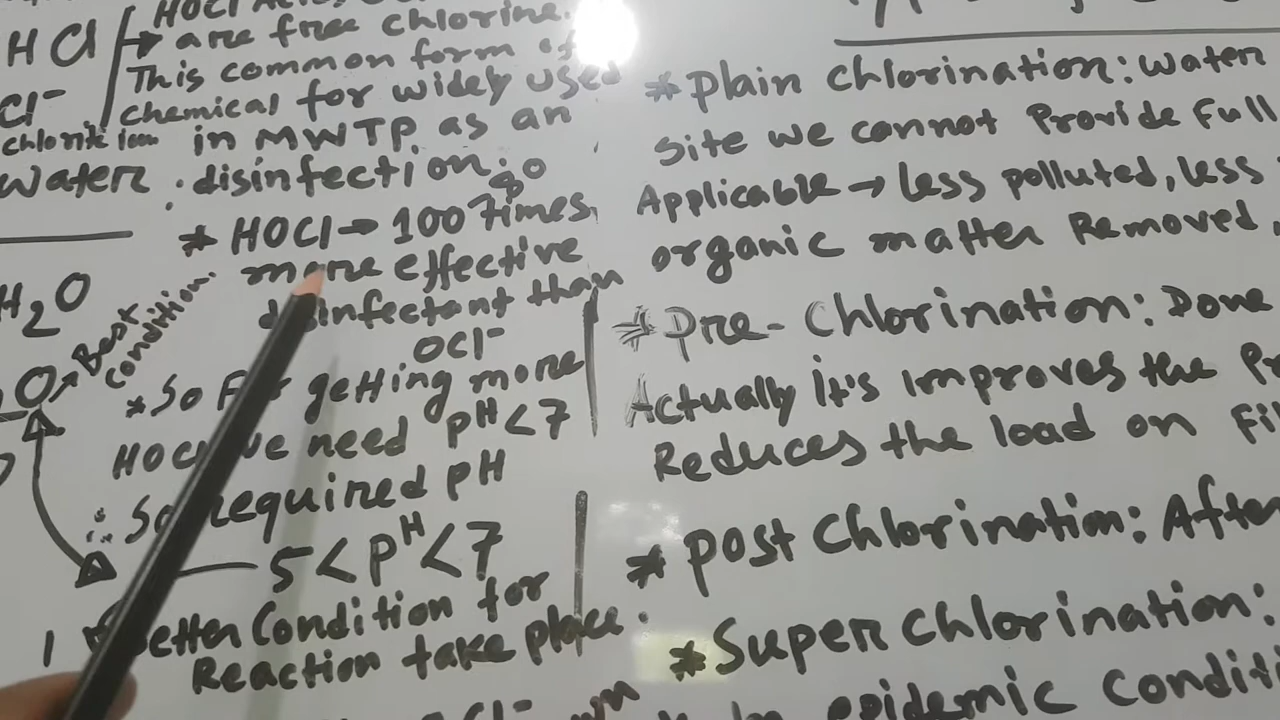 HCl
HOCl
are free chlorine.
This common form of
Cl⁻
chemical for widely used
in MWTP as an
water
disinfection. go
* HOCl → 100 times
more effective
disinfectant than
OCl⁻
H₂O
O
Best
condition.
* So for getting more
HOCl we need pH < 7
So required pH
5 < pH < 7
Better Condition for
Reaction take place.
OCl⁻
* Plain Chlorination: water
site we cannot Provide Full
Applicable → Less polluted, Less
organic matter Removed,
* Pre-Chlorination: Done
Actually it's improves the
Reduces the load on
* post Chlorination: After
* Super Chlorination:
epidemic